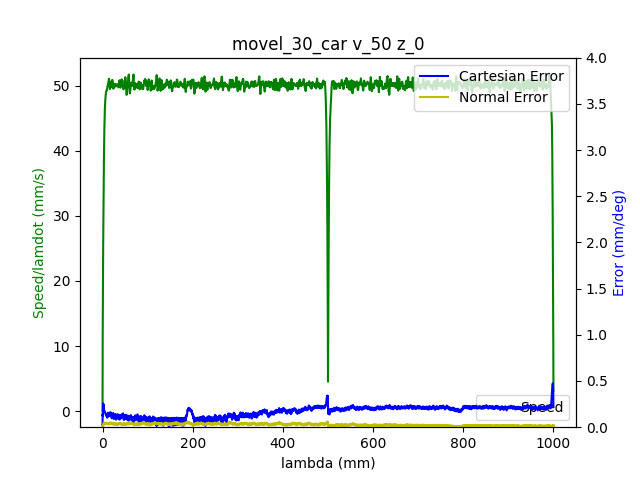 movel_30_car v_50 z_0
Cartesian Error
Normal Error
Speed
Speed/lamdot (mm/s)
50
40
30
20
10
0
Error (mm/deg)
4.0
3.5
3.0
2.5
2.0
1.5
1.0
0.5
0.0
0 200 400 600 800 1000
lambda (mm)